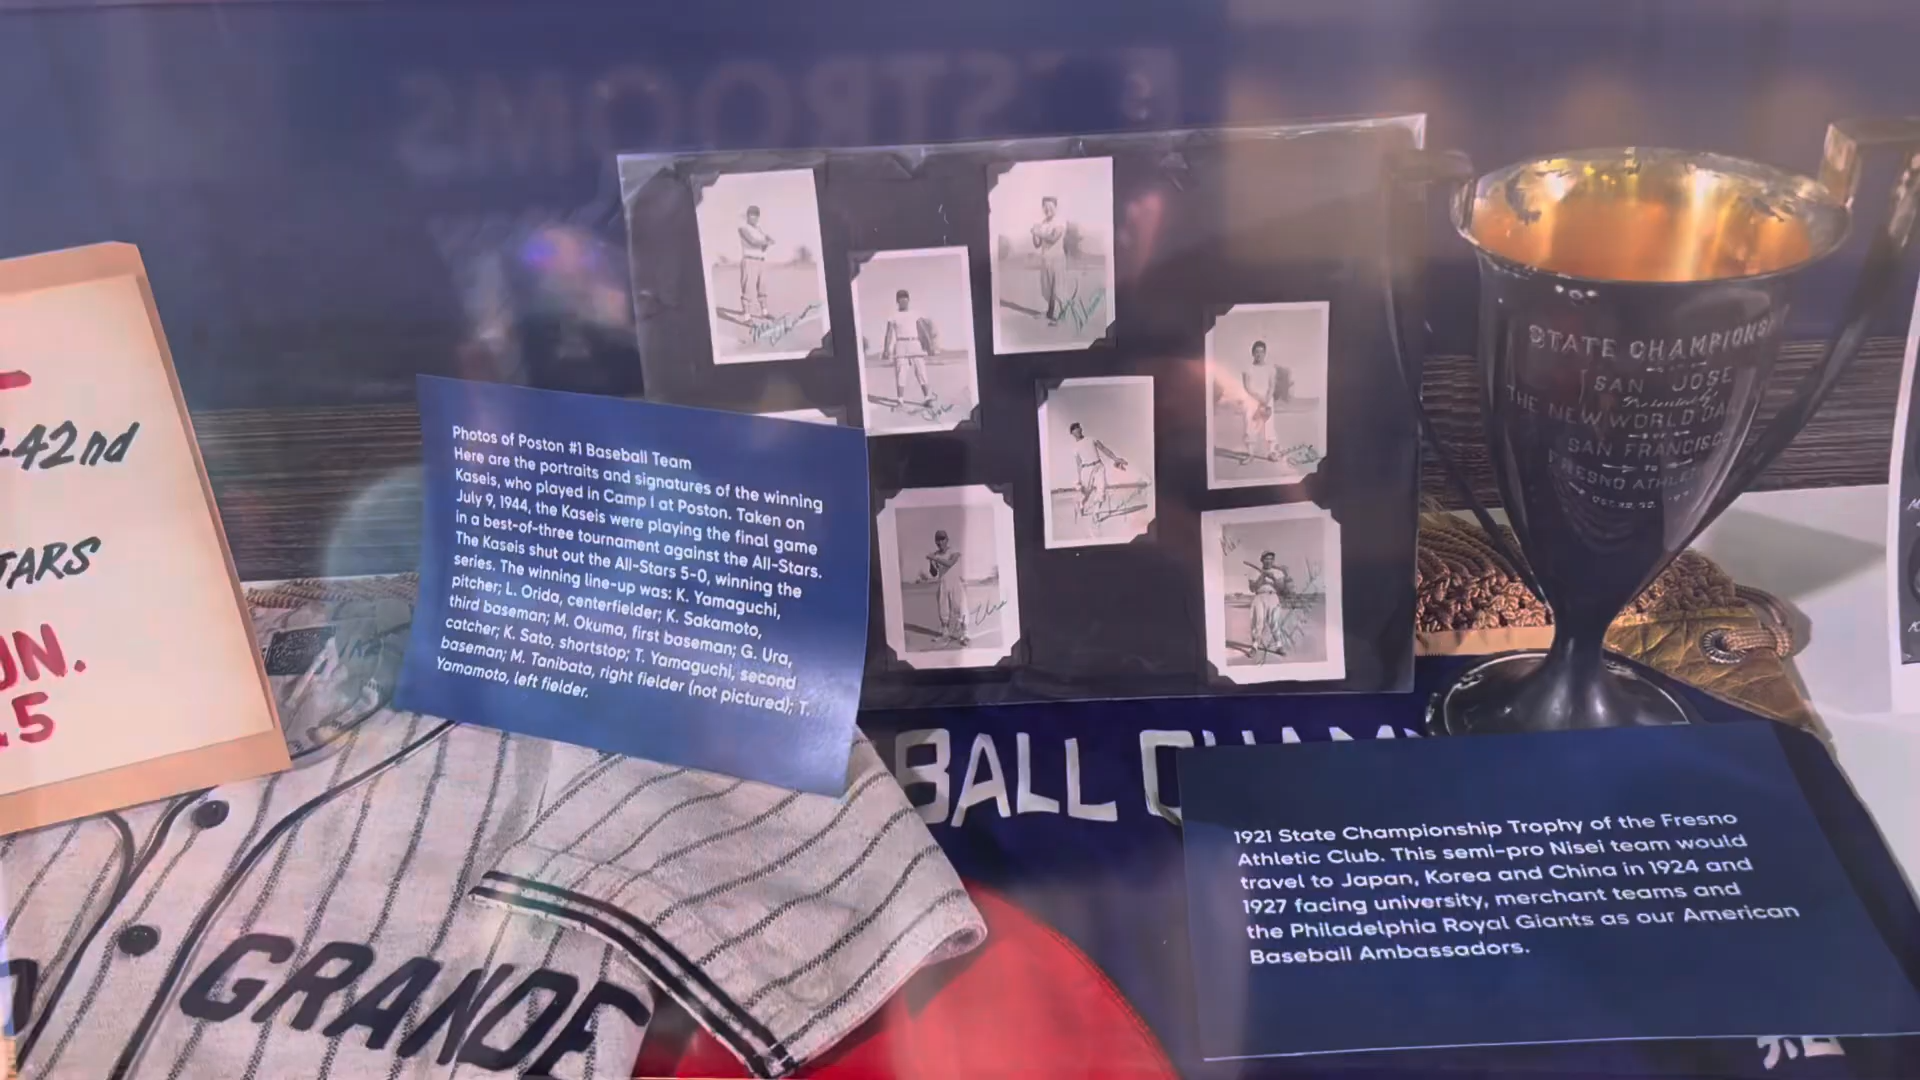 -42nd
TARS
UN.
.5
Photos of Poston #1 Baseball Team
Here are the portraits and signatures of the winning
Kaseis, who played in Camp I at Poston. Taken on
July 9, 1944, the Kaseis were playing the final game
in a best-of-three tournament against the All-Stars.
The Kaseis shut out the All-Stars 5-0, winning the
series. The winning line-up was: K. Yamaguchi,
pitcher; L. Orida, centerfielder; K. Sakamoto,
third baseman; M. Okuma, first baseman; G. Ura,
catcher; K. Sato, shortstop; T. Yamaguchi, second
baseman; M. Tanibata, right fielder (not pictured); T.
Yamamoto, left fielder.
STATE CHAMPIONS
SAN JOSE
THE NEW WORLD DA
SAN FRANCISC
TO
FRESNO ATHLE
BALL CHAM
GRANDE
1921 State Championship Trophy of the Fresno
Athletic Club. This semi-pro Nisei team would
travel to Japan, Korea and China in 1924 and
1927 facing university, merchant teams and
the Philadelphia Royal Giants as our American
Baseball Ambassadors.